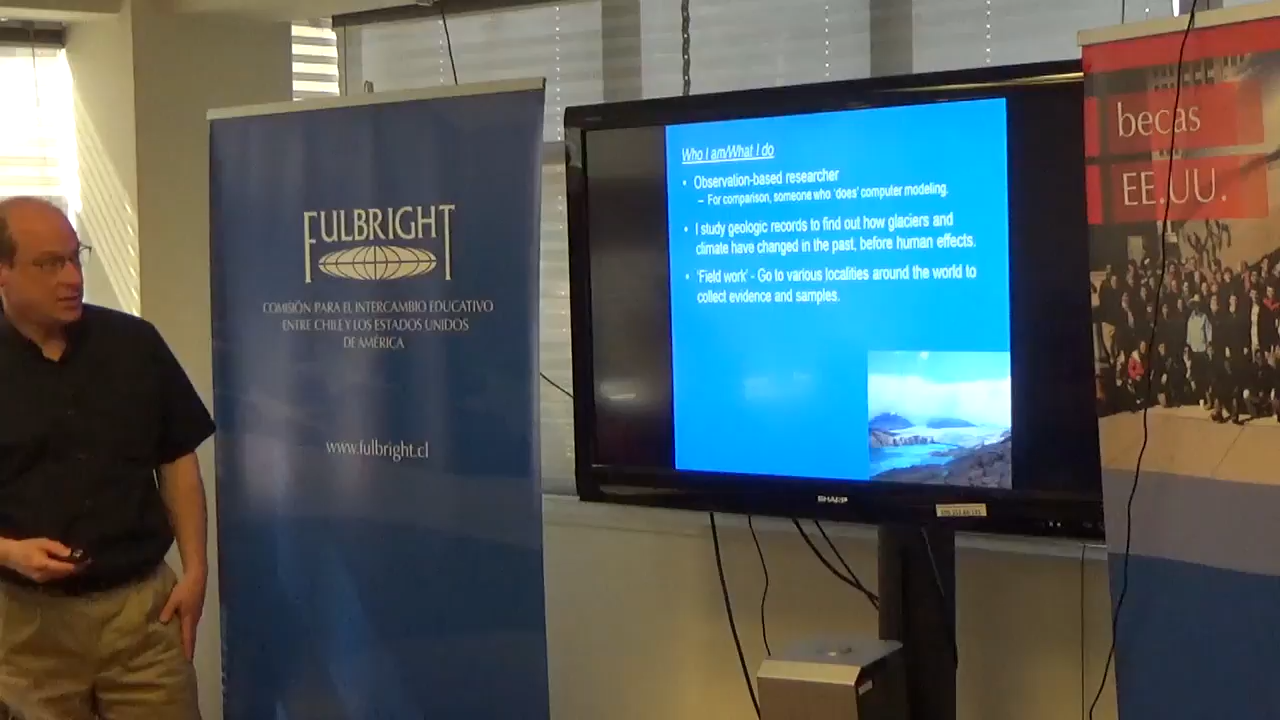 FULBRIGHT
COMISIÓN PARA EL INTERCAMBIO EDUCATIVO
ENTRE CHILE Y LOS ESTADOS UNIDOS
DE AMÉRICA
www.fulbright.cl
Who I am/What I do
• Observation-based researcher
– For comparison, someone who 'does' computer modeling.
• I study geologic records to find out how glaciers and
climate have changed in the past, before human effects.
• 'Field work' - Go to various localities around the world to
collect evidence and samples.
SHARP
becas
EE.UU.